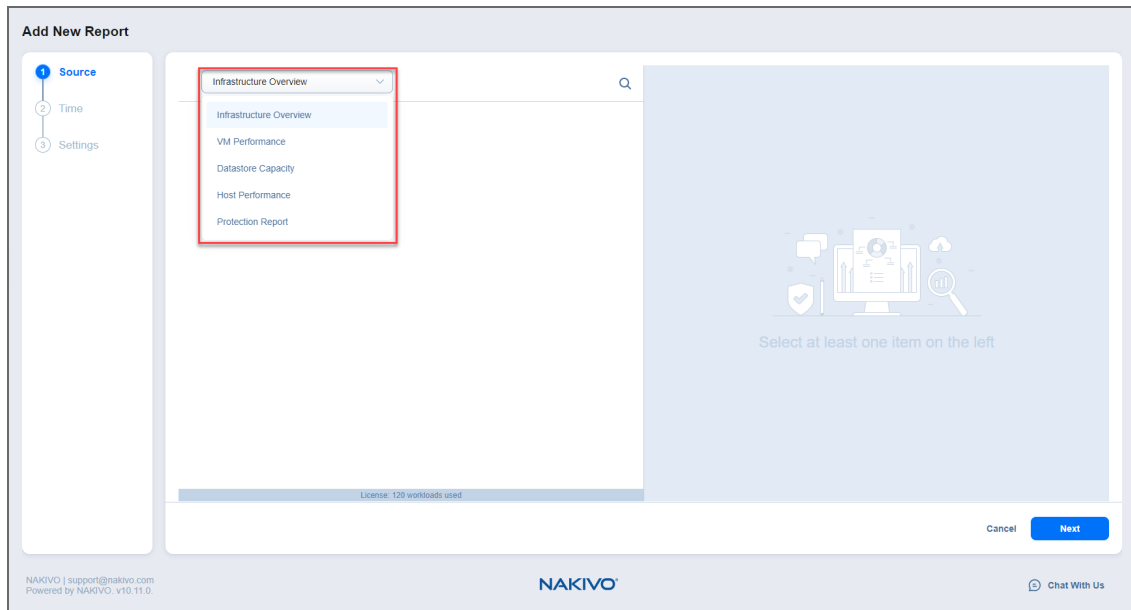 Add New Report
1 Source
2 Time
3 Settings
Infrastructure Overview
Infrastructure Overview
VM Performance
Datastore Capacity
Host Performance
Protection Report
Select at least one item on the left
License: 120 workloads used
Cancel
Next
NAKIVO | support@nakivo.com
Powered by NAKIVO. v10.11.0.
NAKIVO
Chat With Us